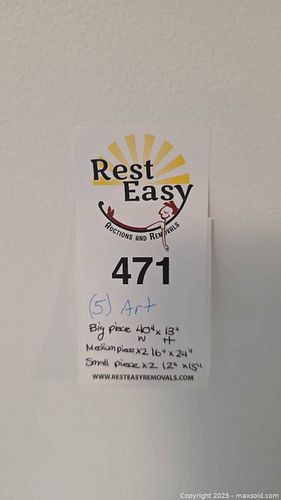 Rest
Easy
AUCTIONS AND REMOVALS
471
(5) Art
Big piece 40" x 13"
W H
Medium piece x2 16" x 24"
Small piece x2 12" x 15"
WWW.RESTEASYREMOVALS.COM
Copyright 2025 - maxsold.com